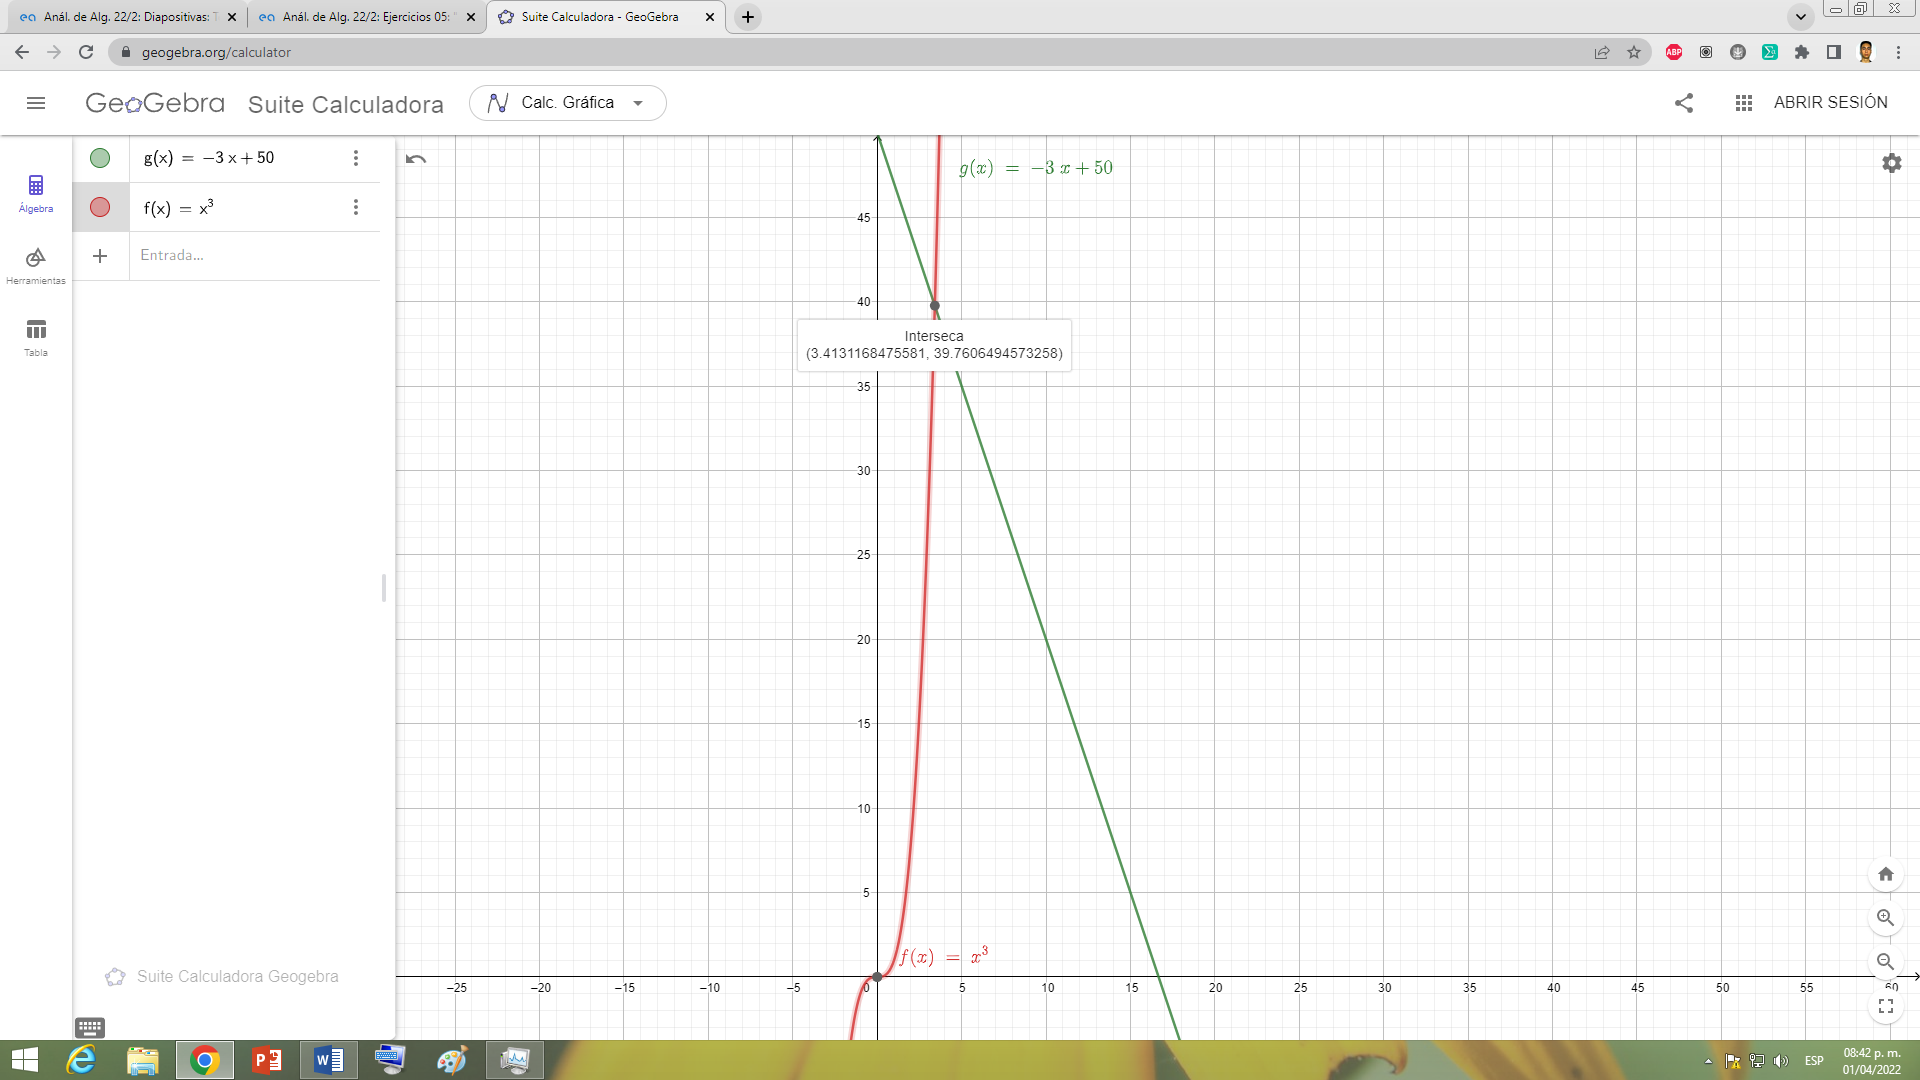 Anál. de Alg. 22/2: Diapositivas: T
Anál. de Alg. 22/2: Ejercicios 05: "
Suite Calculadora - GeoGebra
geogebra.org/calculator
ABP
GeoGebra Suite Calculadora
Calc. Gráfica
ABRIR SESIÓN
Álgebra
Herramientas
Tabla
g(x) = −3 x + 50
f(x) = x³
Entrada...
Suite Calculadora Geogebra
g(x) = −3 x + 50
Interseca
(3.4131168475581, 39.7606494573258)
f(x) = x³
45
40
35
30
25
20
15
10
5
−25 −20 −15 −10 −5 0 5 10 15 20 25 30 35 40 45 50 55 60
ESP
08:42 p. m.
01/04/2022